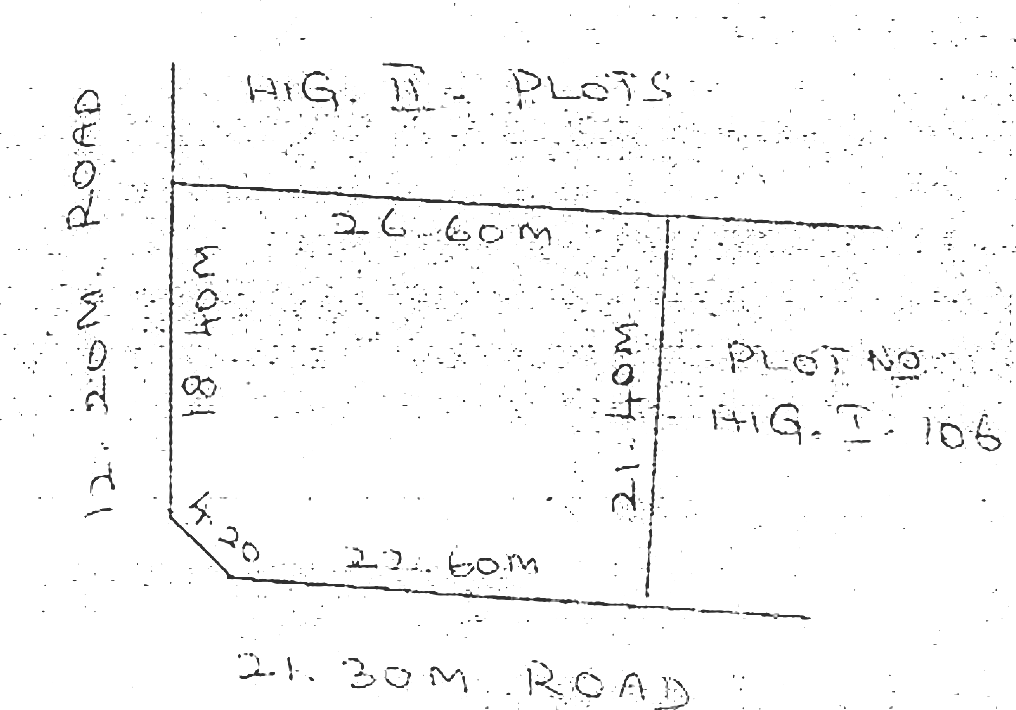 HIG. II - PLOTS
12. 20M. ROAD
26.60M
18 40M
21.40M
PLOT NO
HIG. I. 106
4.20
22.60M
21.30M ROAD